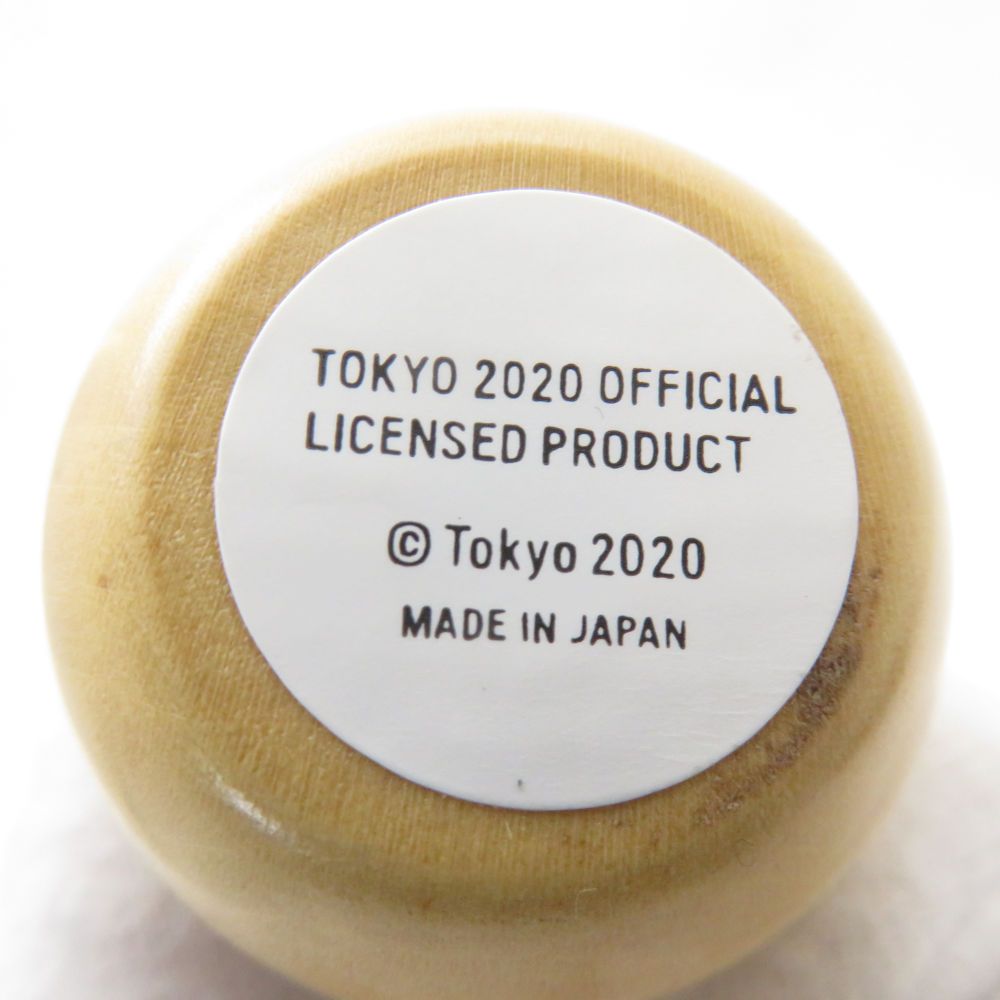 TOKYO 2020 OFFICIAL
LICENSED PRODUCT
© Tokyo 2020
MADE IN JAPAN